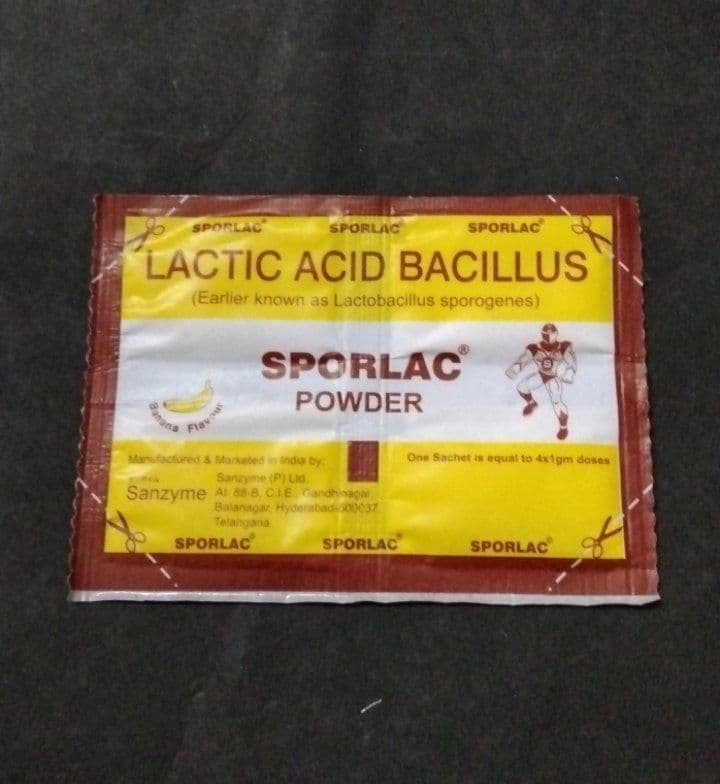 SPORLAC® SPORLAC® SPORLAC®
LACTIC ACID BACILLUS
(Earlier known as Lactobacillus sporogenes)
SPORLAC®
POWDER
Banana Flavour
Manufactured & Marketed in India by:
Sanzyme
Sanzyme (P) Ltd.
At: 88-B, C.I.E., Gandhinagar,
Balanagar, Hyderabad-500037.
Telangana.
One Sachet is equal to 4x1gm doses
SPORLAC® SPORLAC® SPORLAC®